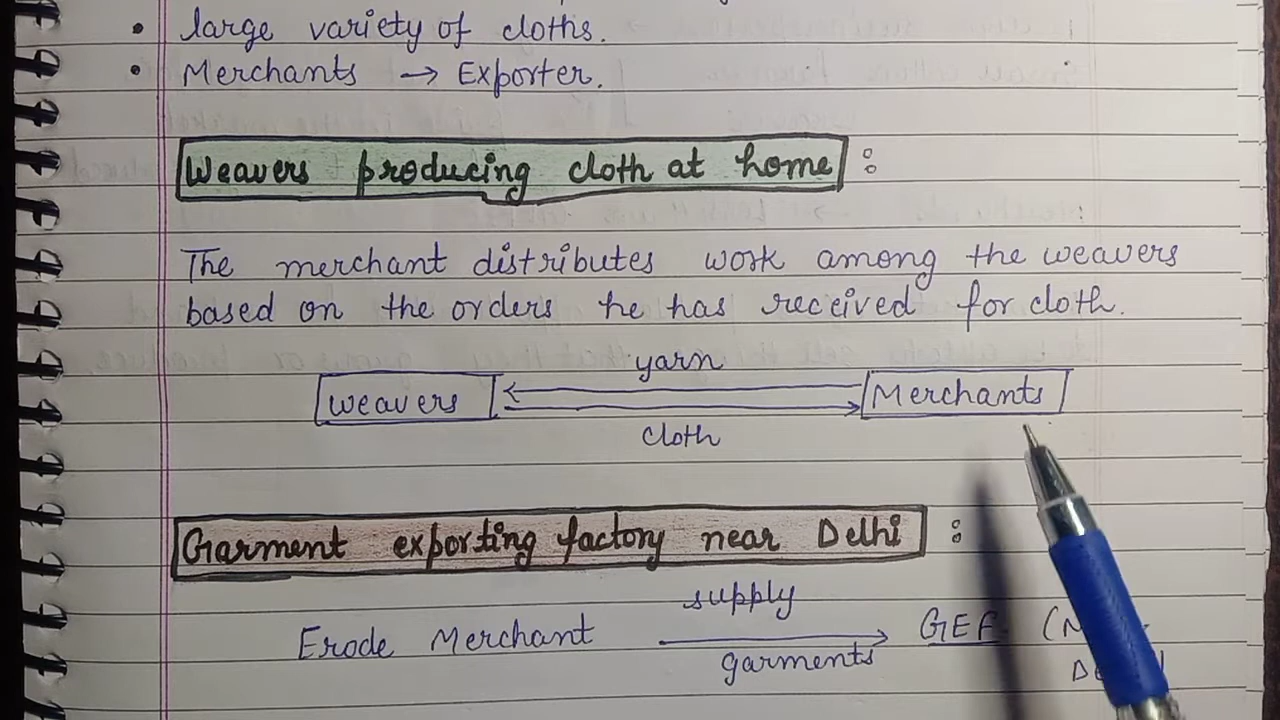 • large variety of cloths.
• Merchants → Exporter.
Weavers producing cloth at home :
The merchant distributes work among the weavers
based on the orders he has received for cloth.
yarn
Weavers Merchants
cloth
Garment exporting factory near Delhi :
supply
Erode Merchant → GEF
garments